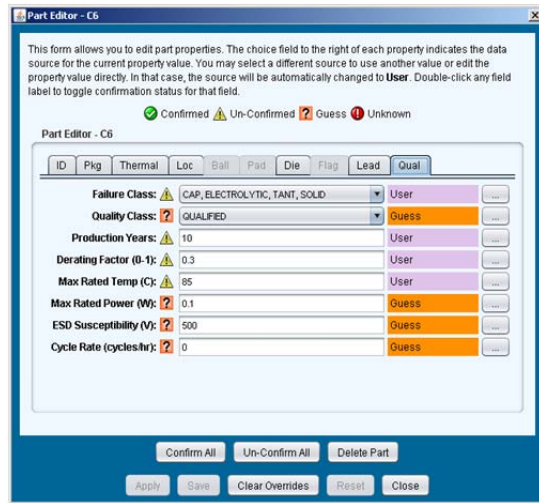 Part Editor - C6
This form allows you to edit part properties. The choice field to the right of each property indicates the data
source for the current property value. You may select a different source to use another value or edit the
property value directly. In that case, the source will be automatically changed to User. Double-click any field
label to toggle confirmation status for that field.
Confirmed Un-Confirmed ? Guess Unknown
Part Editor - C6
ID Pkg Thermal Loc Ball Pad Die Flag Lead Qual
Failure Class: CAP, ELECTROLYTIC, TANT, SOLID User ...
Quality Class: ? QUALIFIED Guess ...
Production Years: 10 User ...
Derating Factor (0-1): 0.3 User ...
Max Rated Temp (C): 85 User ...
Max Rated Power (W): ? 0.1 Guess ...
ESD Susceptibility (V): ? 500 Guess ...
Cycle Rate (cycles/hr): ? 0 Guess ...
Confirm All Un-Confirm All Delete Part
Apply Save Clear Overrides Reset Close